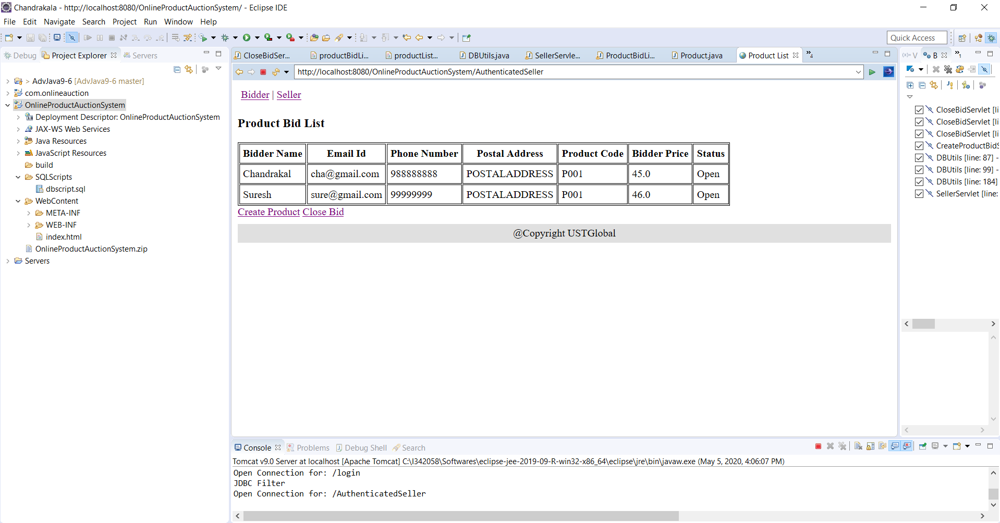 Chandrakala - http://localhost:8080/OnlineProductAuctionSystem/ - Eclipse IDE
File Edit Navigate Search Project Run Window Help
Quick Access
Debug Project Explorer Servers
CloseBidSer... productBidLi... productList... DBUtils.java SellerServle... ProductBidLi... Product.java Product List »4
(x)= V B »1
http://localhost:8080/OnlineProductAuctionSystem/AuthenticatedSeller
> AdvJava9-6 [AdvJava9-6 master]
com.onlineauction
OnlineProductAuctionSystem
Deployment Descriptor: OnlineProductAuctionSystem
JAX-WS Web Services
Java Resources
JavaScript Resources
build
SQLScripts
dbscript.sql
WebContent
META-INF
WEB-INF
index.html
OnlineProductAuctionSystem.zip
Servers
Bidder | Seller
Product Bid List
Bidder Name Email Id Phone Number Postal Address Product Code Bidder Price Status
Chandrakal cha@gmail.com 988888888 POSTALADDRESS P001 45.0 Open
Suresh sure@gmail.com 99999999 POSTALADDRESS P001 46.0 Open
Create Product Close Bid
@Copyright USTGlobal
CloseBidServlet [li
CloseBidServlet [li
CloseBidServlet [li
CreateProductBidS
DBUtils [line: 87] -
DBUtils [line: 99] -
DBUtils [line: 184]
SellerServlet [line:
Console Problems Debug Shell Search
Tomcat v9.0 Server at localhost [Apache Tomcat] C:\I342058\Softwares\eclipse-jee-2019-09-R-win32-x86_64\eclipse\jre\bin\javaw.exe (May 5, 2020, 4:06:07 PM)
Open Connection for: /login
JDBC Filter
Open Connection for: /AuthenticatedSeller